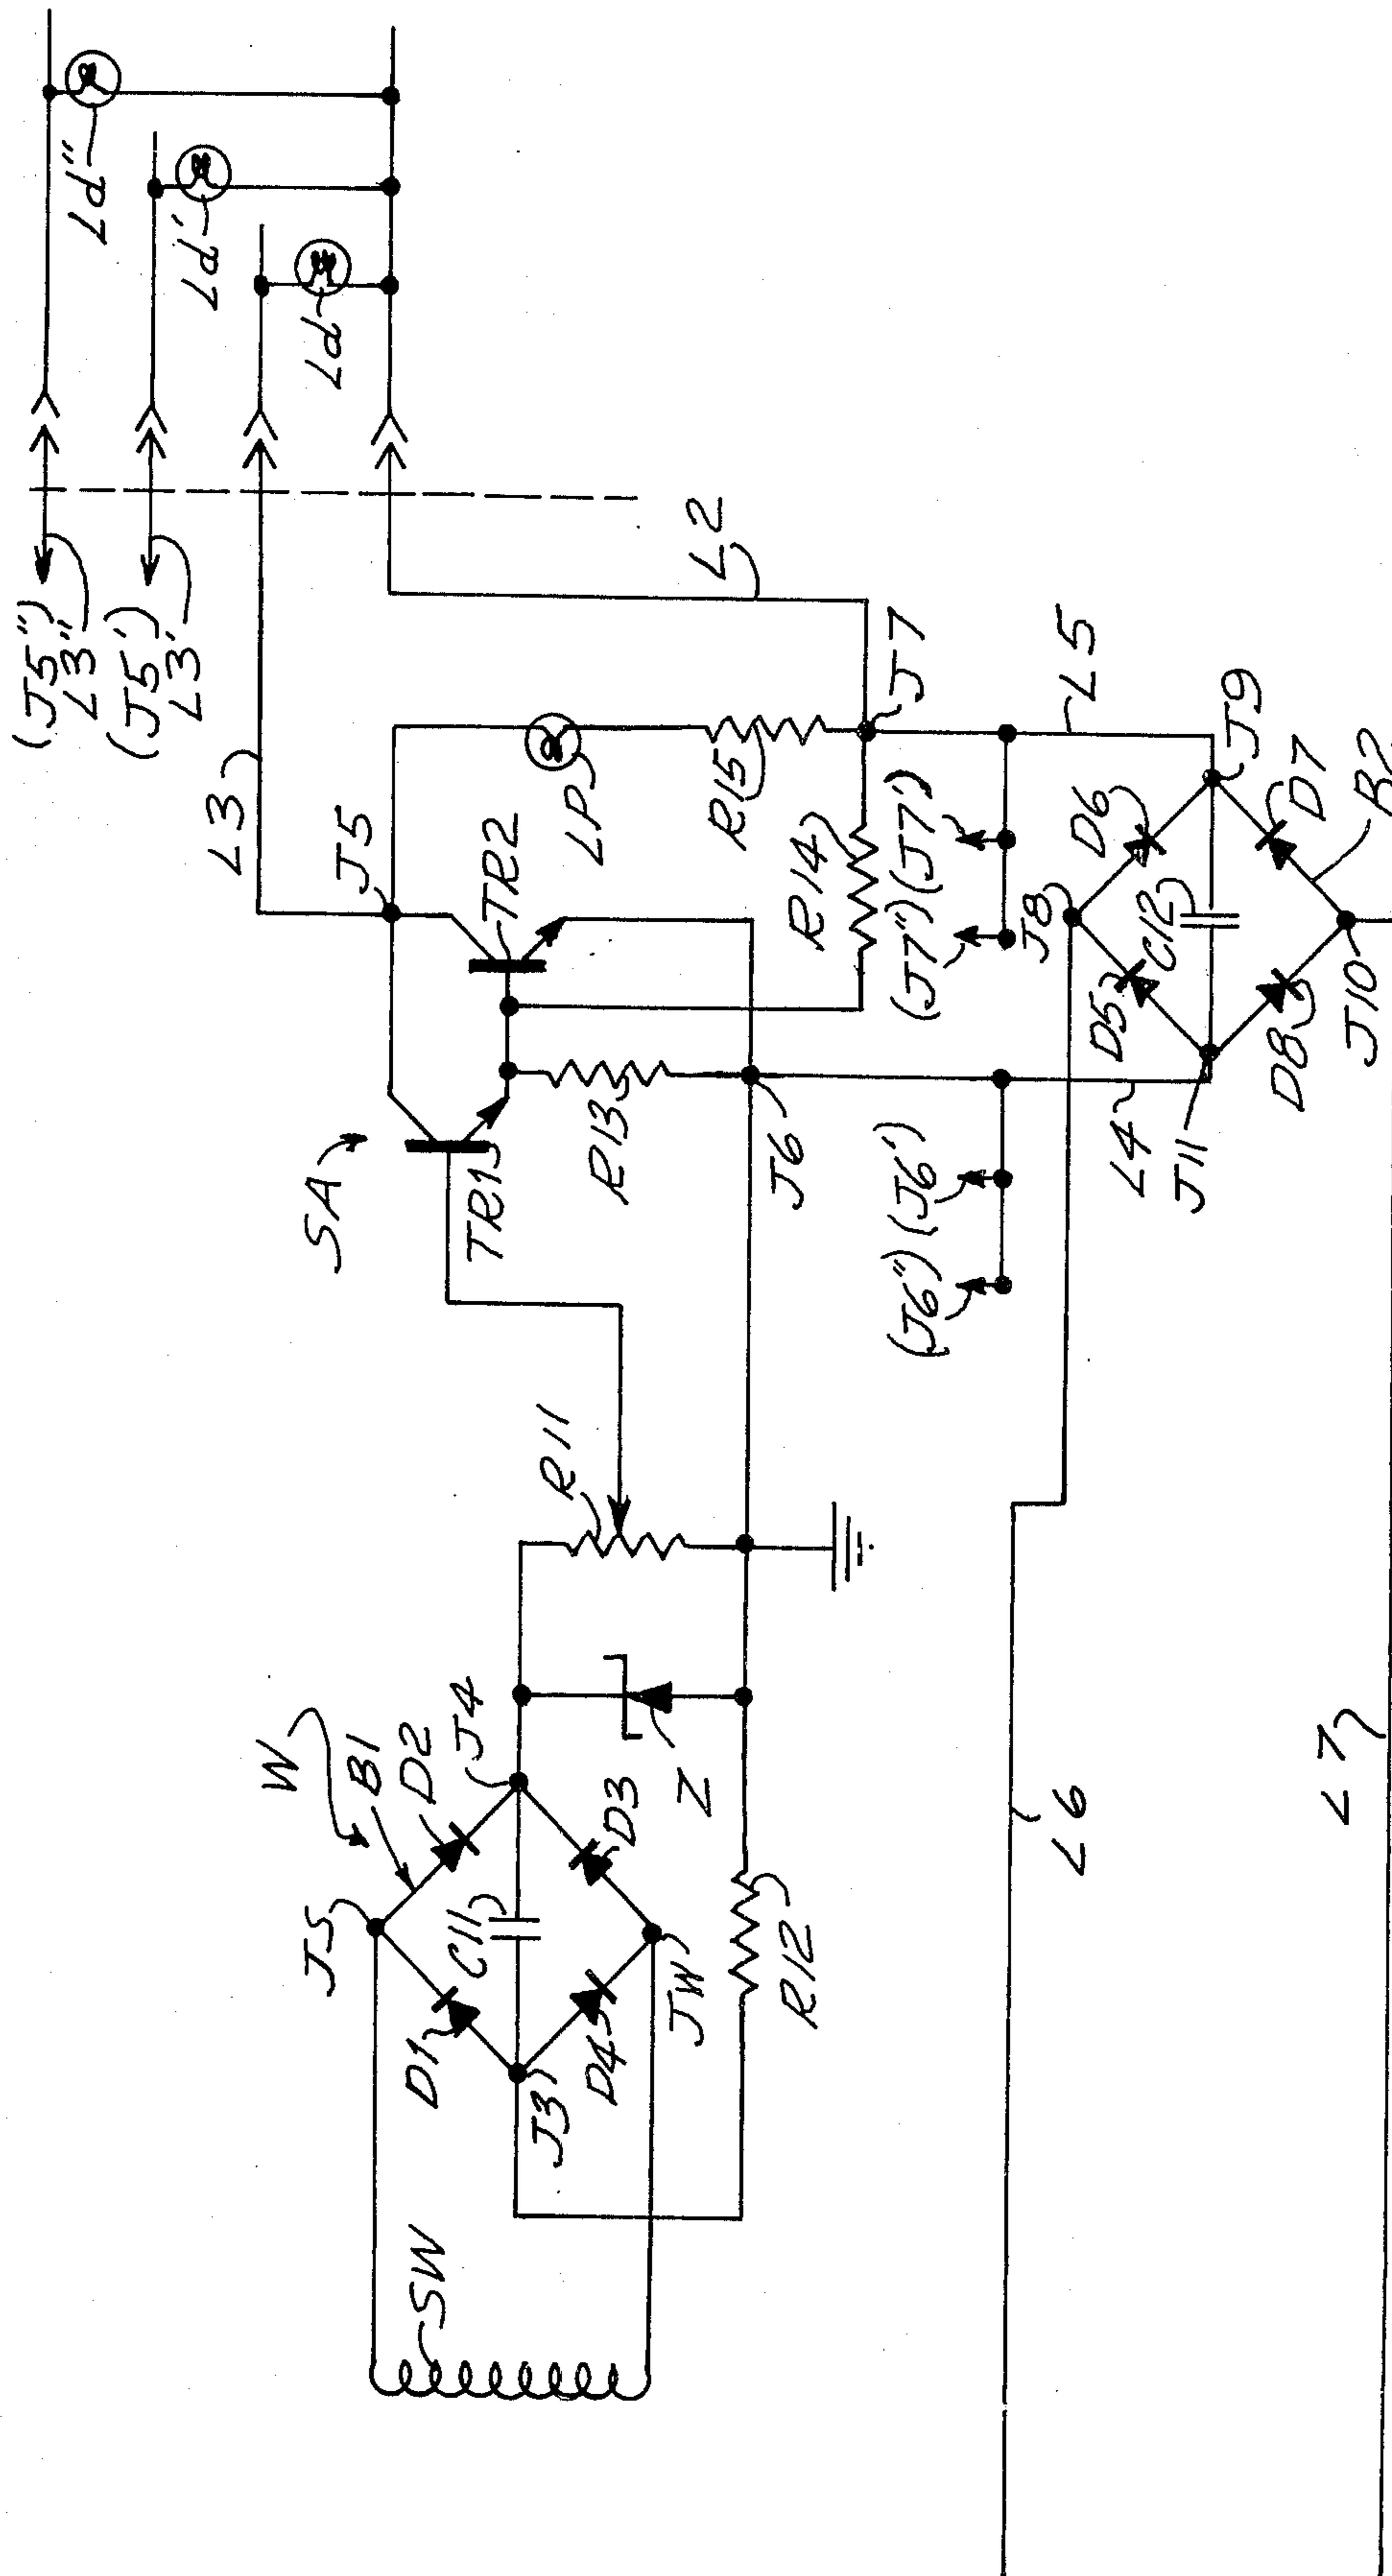 (J5")
L3"
(J5')
L3'
Ld"
Ld'
Ld
L3
L2
J5
TR2
LP
R15
J7
R14
(J7")(J7')
L5
J8
D6
J9
C12
D5
D7
B2
D8
J10
J11
L4
SA
TR1
R13
J6
(J6")(J6')
R11
W
B1
D2
J4
JS
C11
D3
Z
D1
J3
D4
JW
R12
SW
L6
L7